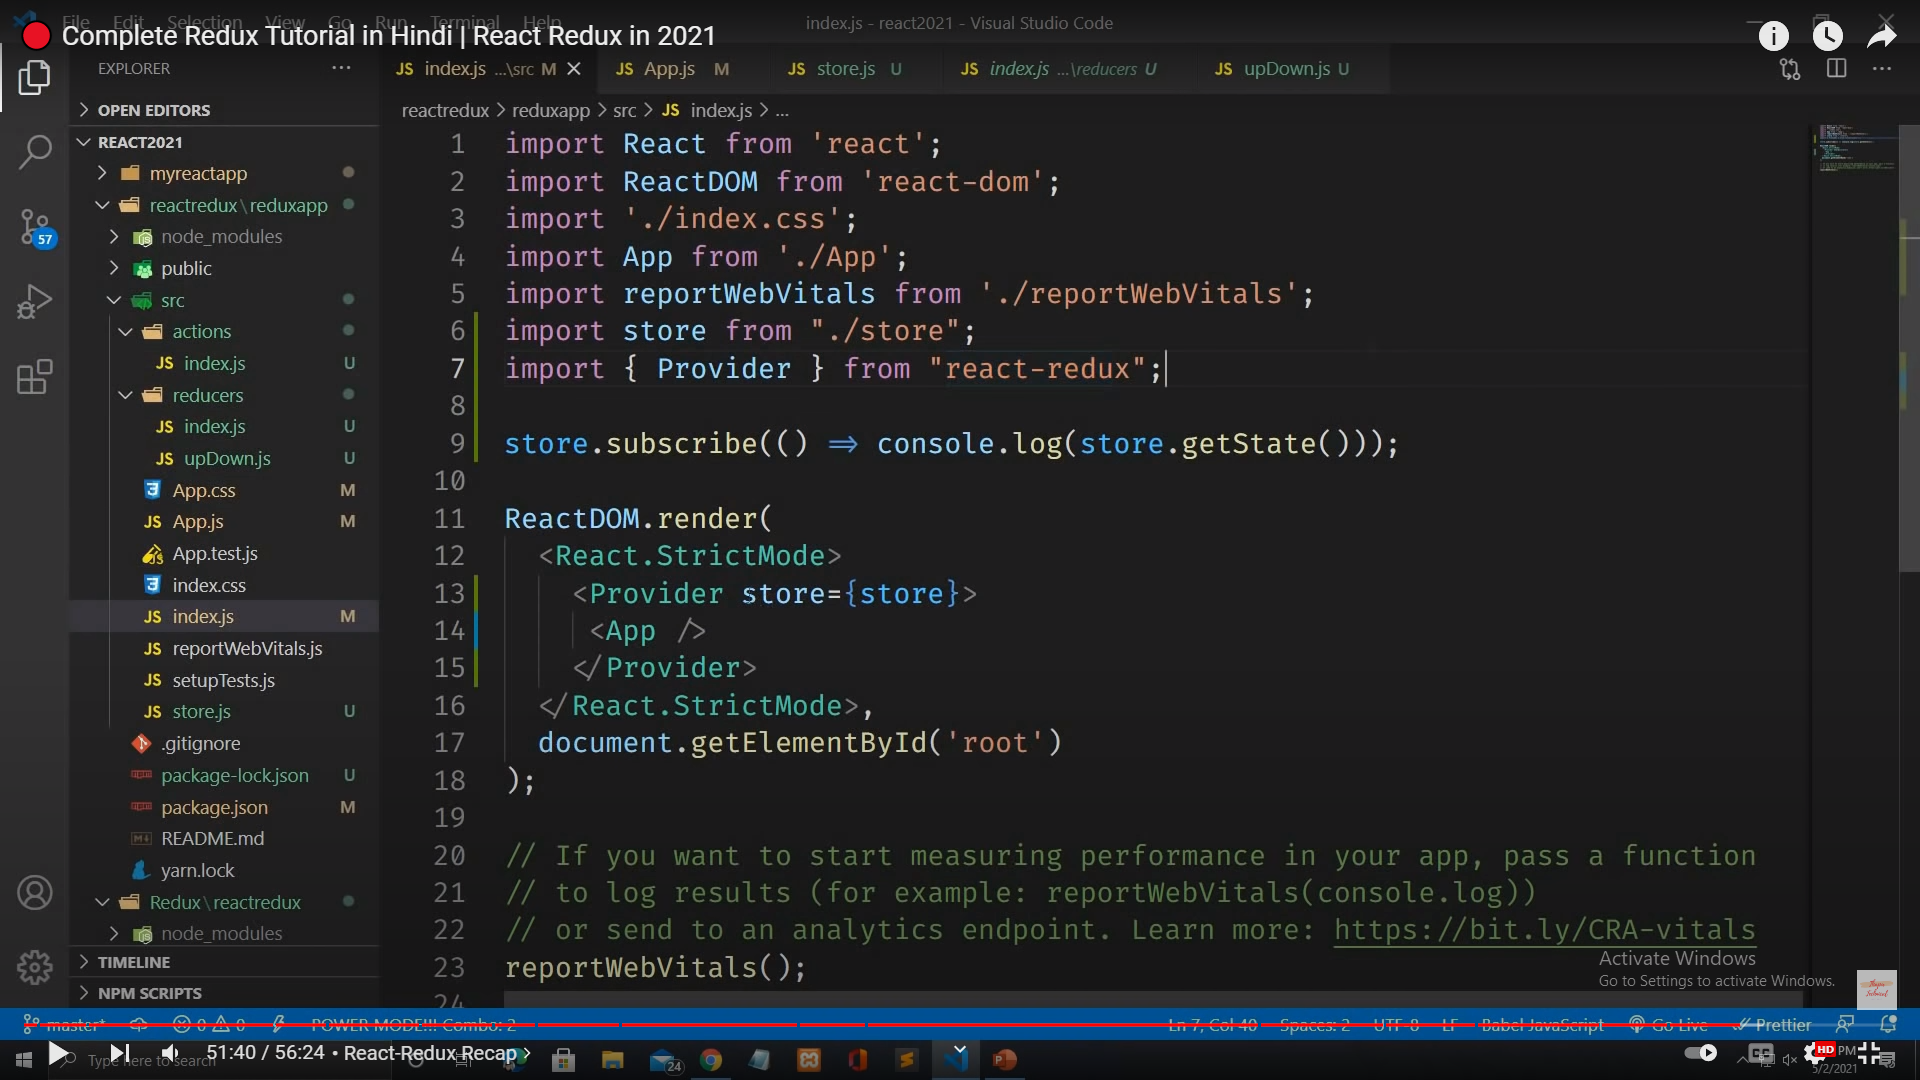 File Edit Selection View Go Run Terminal Help
index.js - react2021 - Visual Studio Code
Complete Redux Tutorial in Hindi | React Redux in 2021
EXPLORER
JS index.js ...\src M
JS App.js M
JS store.js U
JS index.js ...\reducers U
JS upDown.js U
reactredux > reduxapp > src > JS index.js > ...
OPEN EDITORS
REACT2021
myreactapp
reactredux\reduxapp
node_modules
public
src
actions
JS index.js U
reducers
JS index.js U
JS upDown.js U
App.css M
JS App.js M
App.test.js
index.css
JS index.js M
JS reportWebVitals.js
JS setupTests.js
JS store.js U
.gitignore
package-lock.json U
package.json M
README.md
yarn.lock
Redux\reactredux
node_modules
TIMELINE
NPM SCRIPTS
57
1 import React from 'react';
2 import ReactDOM from 'react-dom';
3 import './index.css';
4 import App from './App';
5 import reportWebVitals from './reportWebVitals';
6 import store from "./store";
7 import { Provider } from "react-redux";
8
9 store.subscribe(() => console.log(store.getState()));
10
11 ReactDOM.render(
12 <React.StrictMode>
13 <Provider store={store}>
14 <App />
15 </Provider>
16 </React.StrictMode>,
17 document.getElementById('root')
18 );
19
20 // If you want to start measuring performance in your app, pass a function
21 // to log results (for example: reportWebVitals(console.log))
22 // or send to an analytics endpoint. Learn more: https://bit.ly/CRA-vitals
23 reportWebVitals();
24
Activate Windows
Go to Settings to activate Windows.
master 0 0 POWER MODE!!! Combo: 2
Ln 7, Col 40 Spaces: 2 UTF-8 LF Babel JavaScript Go Live Prettier
Type here to search
51:40 / 56:24 • React-Redux Recap
24
CC
HD
PM
5/2/2021